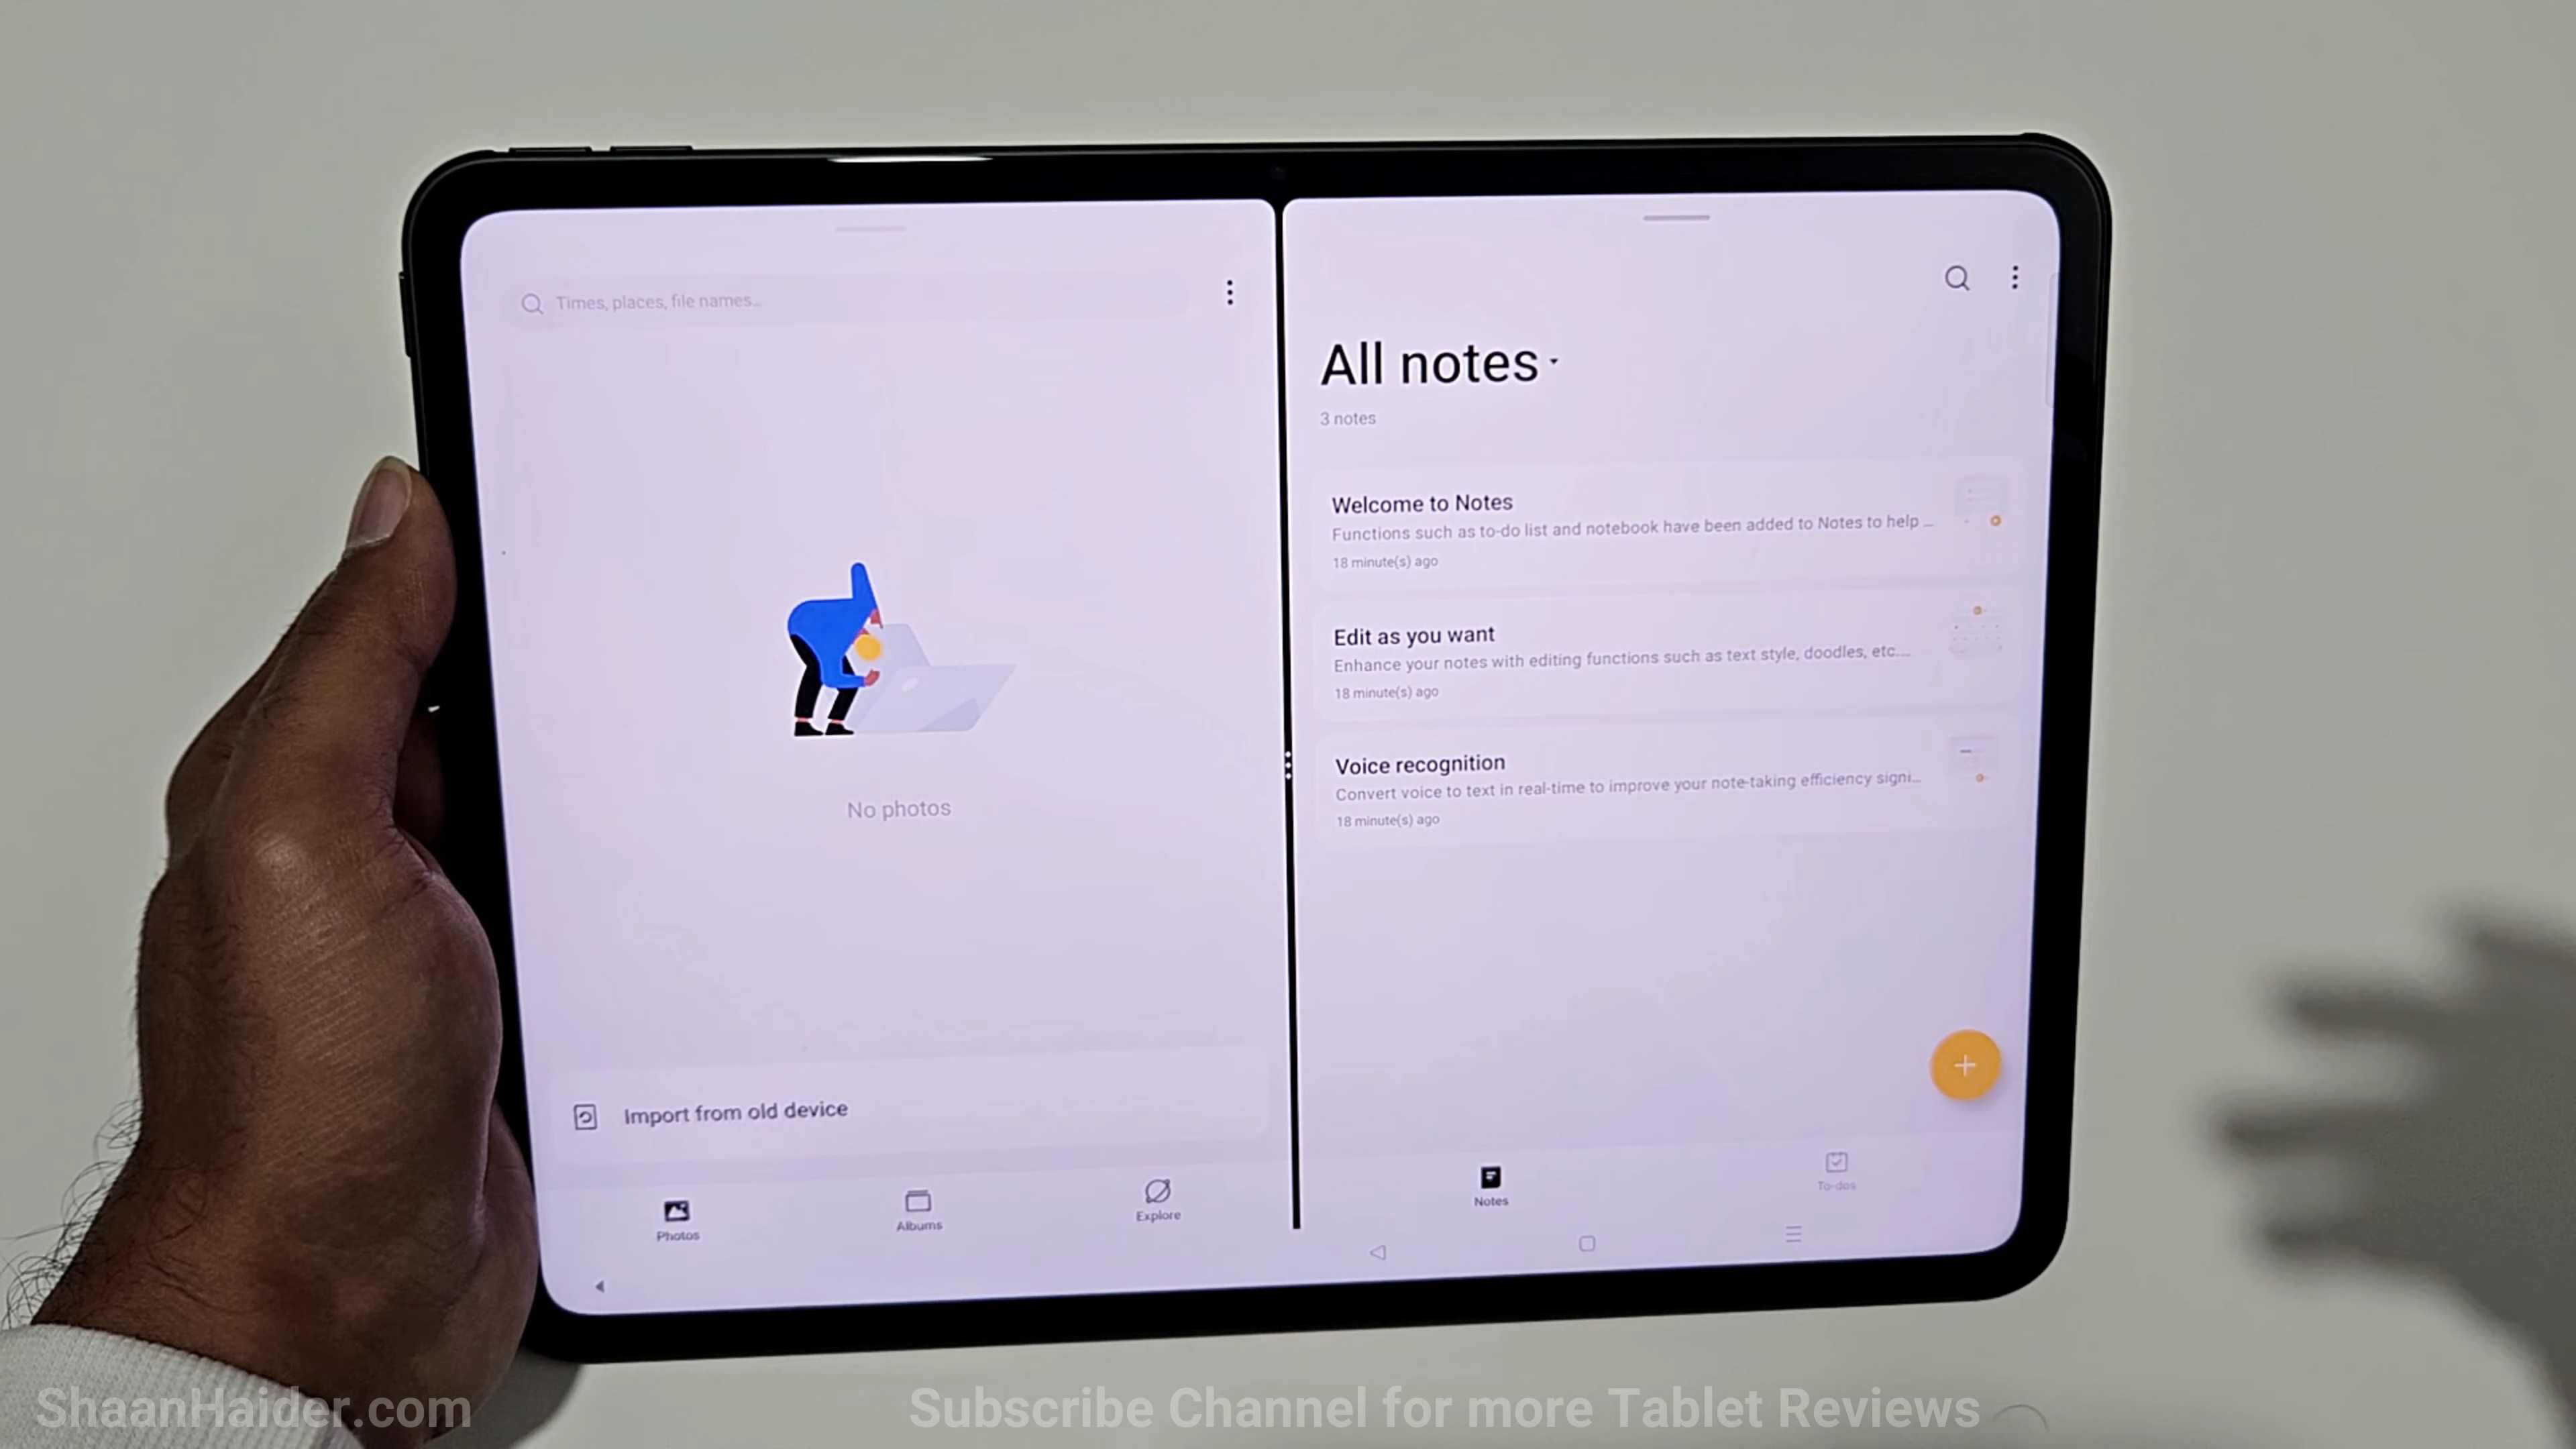 Times, places, file names...
No photos
Import from old device
Photos
Albums
Explore
All notes
3 notes
Welcome to Notes
Functions such as to-do list and notebook have been added to Notes to help ...
18 minute(s) ago
Edit as you want
Enhance your notes with editing functions such as text style, doodles, etc....
18 minute(s) ago
Voice recognition
Convert voice to text in real-time to improve your note-taking efficiency signi...
18 minute(s) ago
Notes
To-dos
ShaanHaider.com
Subscribe Channel for more Tablet Reviews